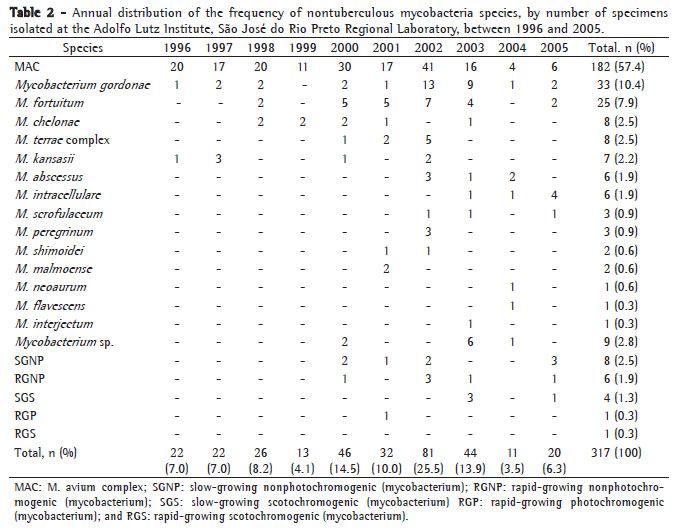 Table 2 - Annual distribution of the frequency of nontuberculous mycobacteria species, by number of specimens
isolated at the Adolfo Lutz Institute, São José do Rio Preto Regional Laboratory, between 1996 and 2005.
Species 1996 1997 1998 1999 2000 2001 2002 2003 2004 2005 Total. n (%)
MAC 20 17 20 11 30 17 41 16 4 6 182 (57.4)
Mycobacterium gordonae 1 2 2 - 2 1 13 9 1 2 33 (10.4)
M. fortuitum - - 2 - 5 5 7 4 - 2 25 (7.9)
M. chelonae - - 2 2 2 1 - 1 - - 8 (2.5)
M. terrae complex - - - - 1 2 5 - - - 8 (2.5)
M. kansasii 1 3 - - 1 - 2 - - - 7 (2.2)
M. abscessus - - - - - - 3 1 2 - 6 (1.9)
M. intracellulare - - - - - - - 1 1 4 6 (1.9)
M. scrofulaceum - - - - - - 1 1 - 1 3 (0.9)
M. peregrinum - - - - - - 3 - - - 3 (0.9)
M. shimoidei - - - - - 1 1 - - - 2 (0.6)
M. malmoense - - - - - 2 - - - - 2 (0.6)
M. neoaurum - - - - - - - - 1 - 1 (0.6)
M. flavescens - - - - - - - - 1 - 1 (0.3)
M. interjectum - - - - - - - 1 - - 1 (0.3)
Mycobacterium sp. - - - - 2 - - 6 1 - 9 (2.8)
SGNP - - - - 2 1 2 - - 3 8 (2.5)
RGNP - - - - 1 - 3 1 - 1 6 (1.9)
SGS - - - - - - - 3 - 1 4 (1.3)
RGP - - - - - 1 - - - - 1 (0.3)
RGS - - - - - - - - - - 1 (0.3)
Total, n (%) 22 22 26 13 46 32 81 44 11 20 317 (100)
(7.0) (7.0) (8.2) (4.1) (14.5) (10.0) (25.5) (13.9) (3.5) (6.3)
MAC: M. avium complex; SGNP: slow-growing nonphotochromogenic (mycobacterium); RGNP: rapid-growing nonphotochro-
mogenic (mycobacterium); SGS: slow-growing scotochromogenic (mycobacterium) RGP: rapid-growing photochromogenic
(mycobacterium); and RGS: rapid-growing scotochromogenic (mycobacterium).